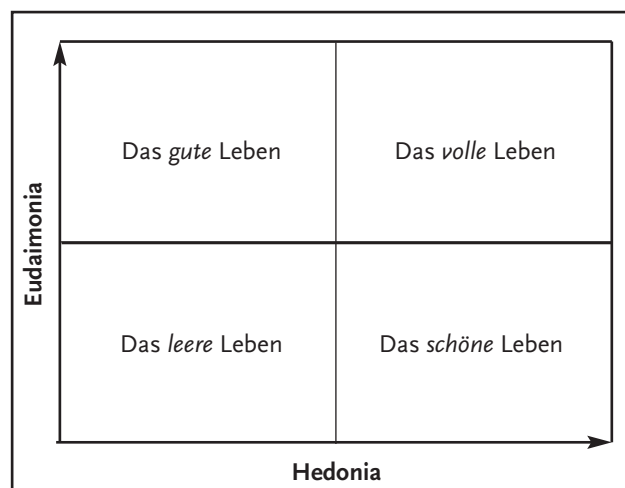 Eudaimonia
Das gute Leben
Das volle Leben
Das leere Leben
Das schöne Leben
Hedonia